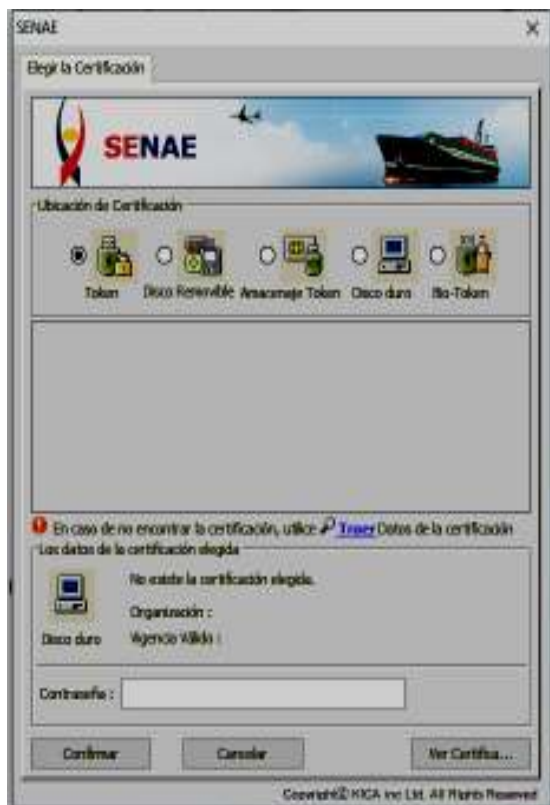 SENAE
Elegir la Certificación
SENAE
Ubicación de Certificación
Token Disco Removible Amacenaje Token Disco duro Bio-Token
En caso de no encontrar la certificación, utilice Traer Datos de la certificación
Los datos de la certificación elegida
No existe la certificación elegida.
Organización :
Disco duro Vigencia Válida :
Contraseña :
Confirmar Cancelar Ver Certifica...
Copyright© KICA inc Ltd. All Rights Reserved